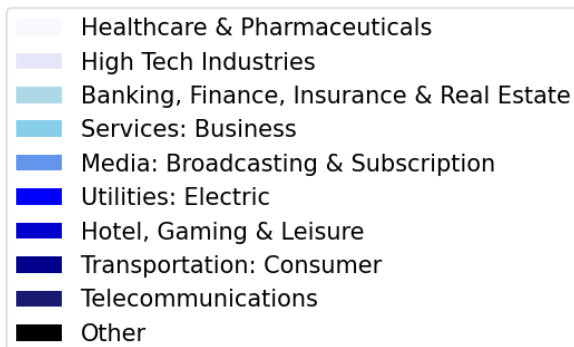 Healthcare & Pharmaceuticals
High Tech Industries
Banking, Finance, Insurance & Real Estate
Services: Business
Media: Broadcasting & Subscription
Utilities: Electric
Hotel, Gaming & Leisure
Transportation: Consumer
Telecommunications
Other